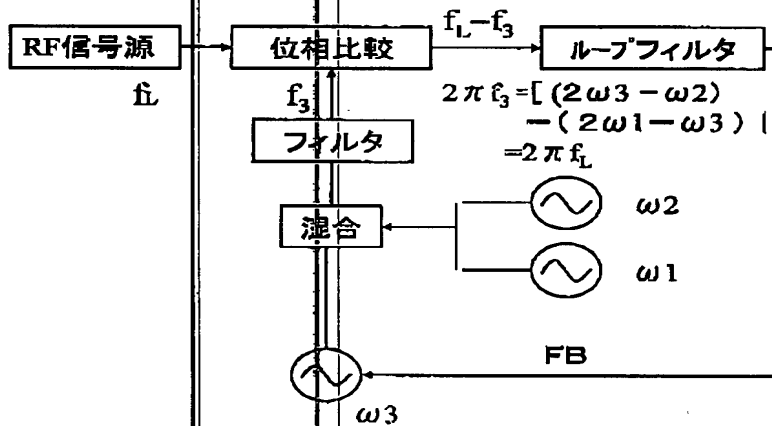 RF信号源
位相比較
f_L−f_3
ループフィルタ
f_L
f_3
2πf_3=[(2ω3−ω2)
−(2ω1−ω3)]
=2πf_L
フィルタ
混合
ω2
ω1
FB
ω3